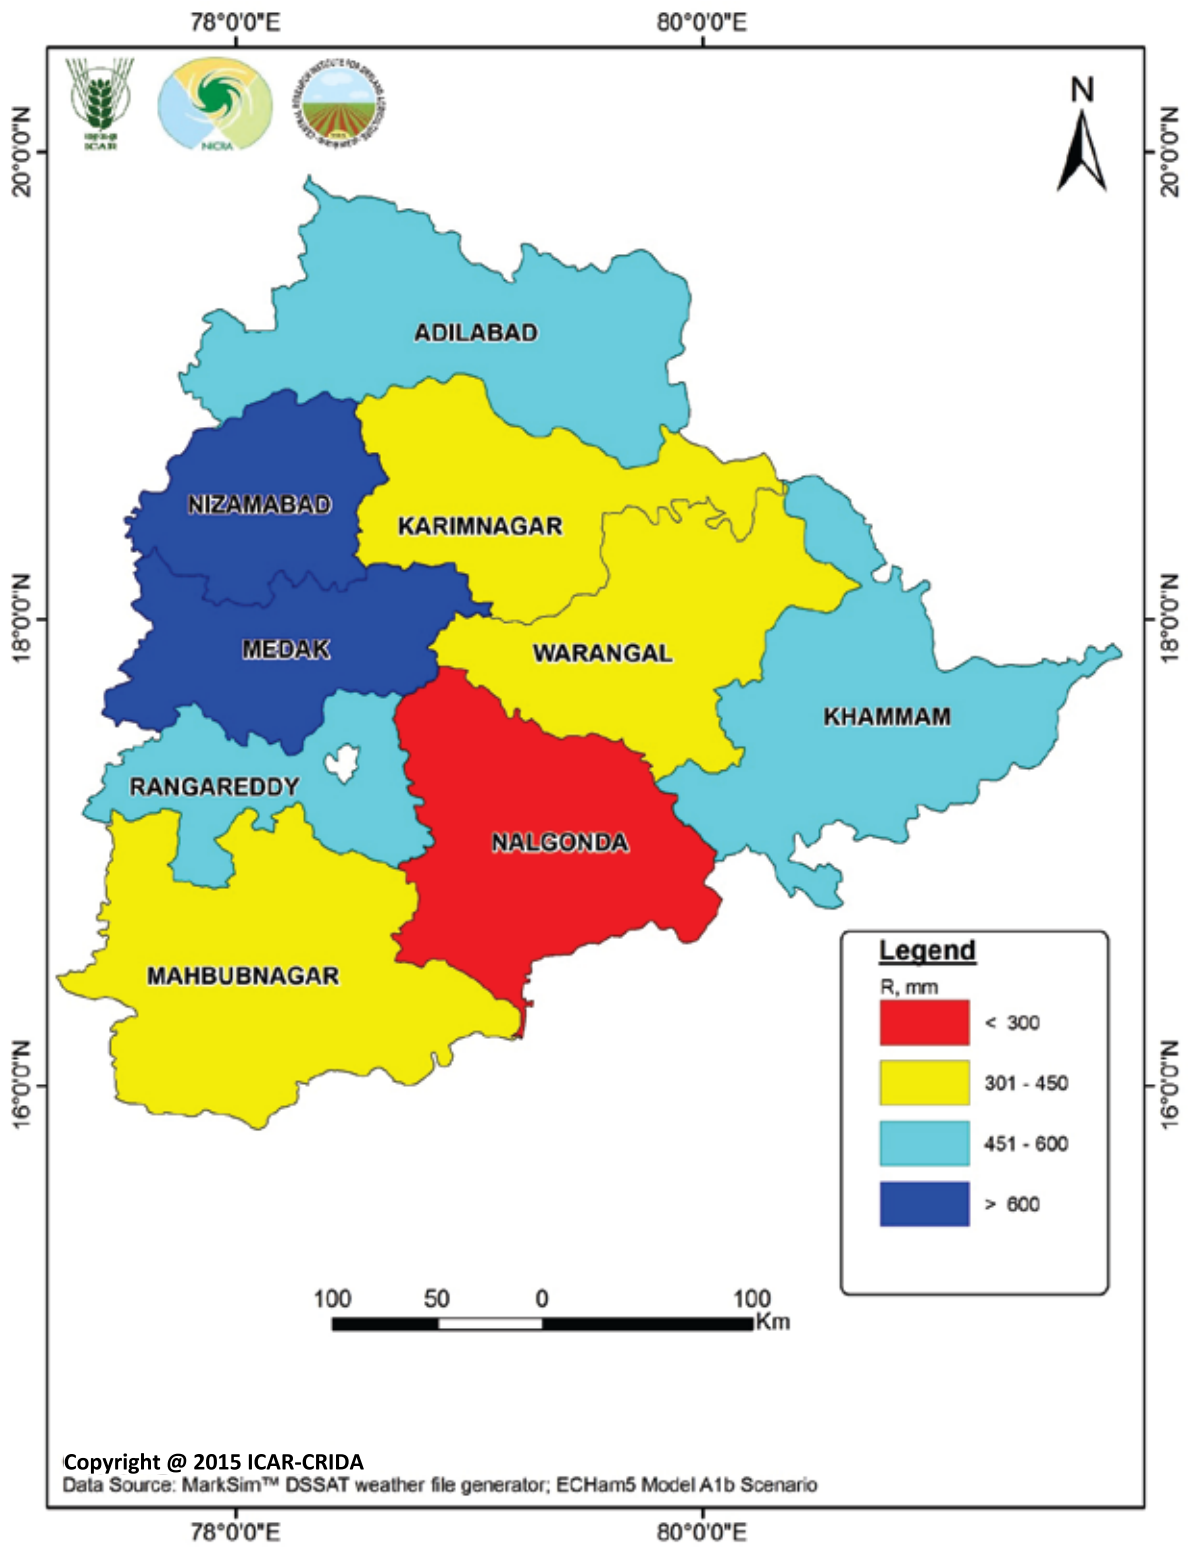 78°0'0"E
80°0'0"E
20°0'0"N
20°0'0"N
ICAR
NICRA
N
ADILABAD
NIZAMABAD
KARIMNAGAR
18°0'0"N
18°0'0"N
MEDAK
WARANGAL
KHAMMAM
RANGAREDDY
NALGONDA
MAHBUBNAGAR
Legend
R, mm
< 300
301 - 450
451 - 600
> 600
16°0'0"N
16°0'0"N
100 50 0 100
Km
Copyright @ 2015 ICAR-CRIDA
Data Source: MarkSim™ DSSAT weather file generator; ECHam5 Model A1b Scenario
78°0'0"E
80°0'0"E